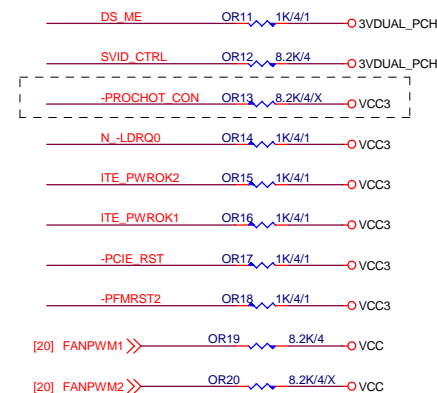 DS_ME OR11 1K/4/1 3VDUAL_PCH
SVID_CTRL OR12 8.2K/4 3VDUAL_PCH
-PROCHOT_CON OR13 8.2K/4/X VCC3
N_-LDRQ0 OR14 1K/4/1 VCC3
ITE_PWROK2 OR15 1K/4/1 VCC3
ITE_PWROK1 OR16 1K/4/1 VCC3
-PCIE_RST OR17 1K/4/1 VCC3
-PFMRST2 OR18 1K/4/1 VCC3
[20] FANPWM1 OR19 8.2K/4 VCC
[20] FANPWM2 OR20 8.2K/4/X VCC